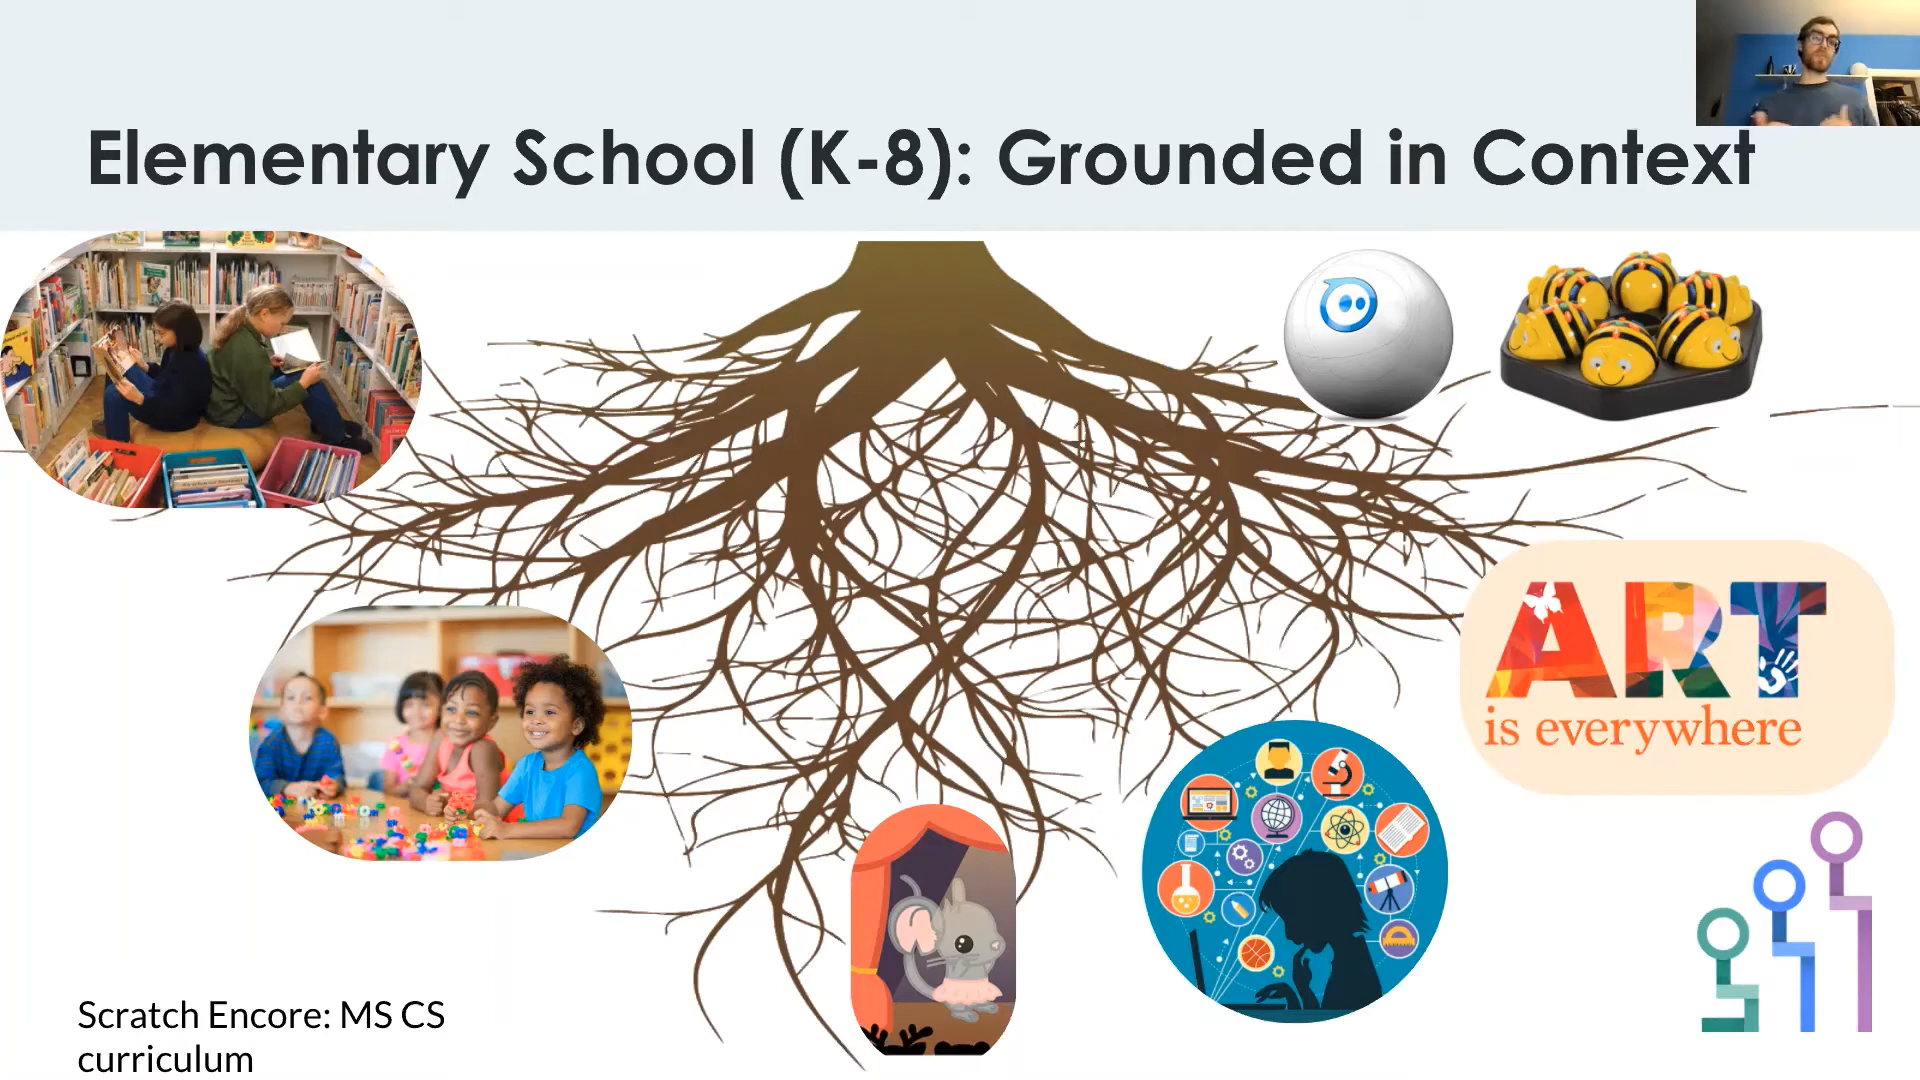 Elementary School (K-8): Grounded in Context
ART
is everywhere
Scratch Encore: MS CS
curriculum